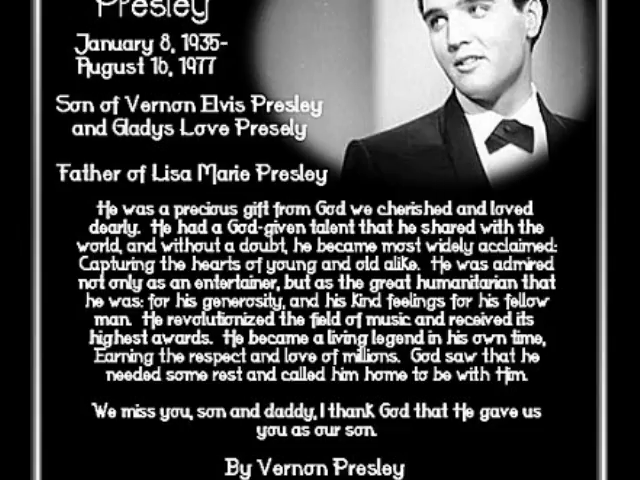 Presley
January 8, 1935-
August 16, 1977
Son of Vernon Elvis Presley
and Gladys Love Presely
Father of Lisa Marie Presley
He was a precious gift from God we cherished and loved
dearly. He had a God-given talent that he shared with the
world, and without a doubt, he became most widely acclaimed:
Capturing the hearts of young and old alike. He was admired
not only as an entertainer, but as the great humanitarian that
he was: for his generosity, and his kind feelings for his fellow
man. He revolutionized the field of music and received its
highest awards. He became a living legend in his own time,
Earning the respect and love of millions. God saw that he
needed some rest and called him home to be with Him.
We miss you, son and daddy, I thank God that He gave us
you as our son.
By Vernon Presley